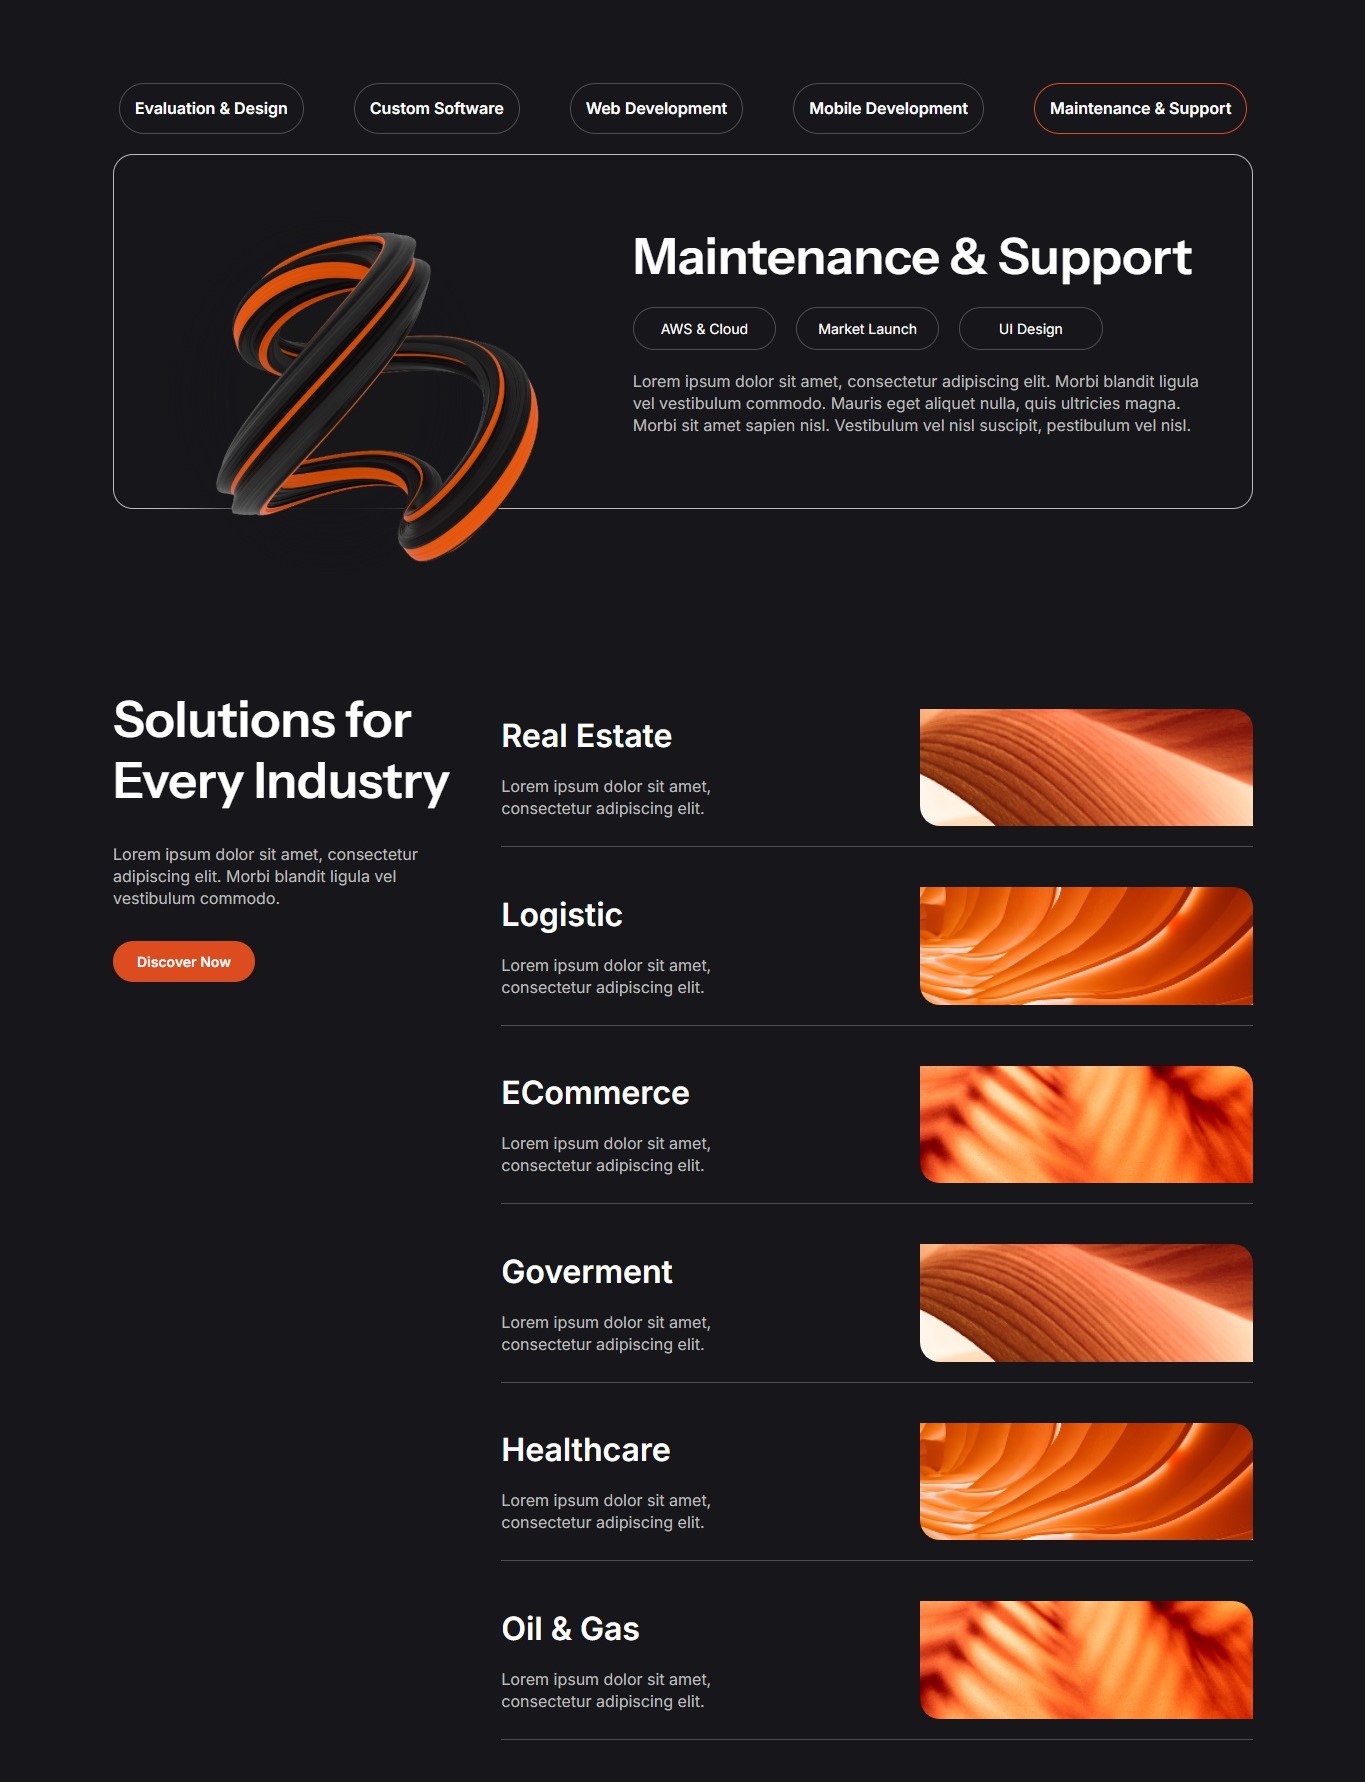 Evaluation & Design
Custom Software
Web Development
Mobile Development
Maintenance & Support
Maintenance & Support
AWS & Cloud
Market Launch
UI Design
Lorem ipsum dolor sit amet, consectetur adipiscing elit. Morbi blandit ligula
vel vestibulum commodo. Mauris eget aliquet nulla, quis ultricies magna.
Morbi sit amet sapien nisl. Vestibulum vel nisl suscipit, pestibulum vel nisl.
Solutions for
Every Industry
Lorem ipsum dolor sit amet, consectetur
adipiscing elit. Morbi blandit ligula vel
vestibulum commodo.
Discover Now
Real Estate
Lorem ipsum dolor sit amet,
consectetur adipiscing elit.
Logistic
Lorem ipsum dolor sit amet,
consectetur adipiscing elit.
ECommerce
Lorem ipsum dolor sit amet,
consectetur adipiscing elit.
Goverment
Lorem ipsum dolor sit amet,
consectetur adipiscing elit.
Healthcare
Lorem ipsum dolor sit amet,
consectetur adipiscing elit.
Oil & Gas
Lorem ipsum dolor sit amet,
consectetur adipiscing elit.